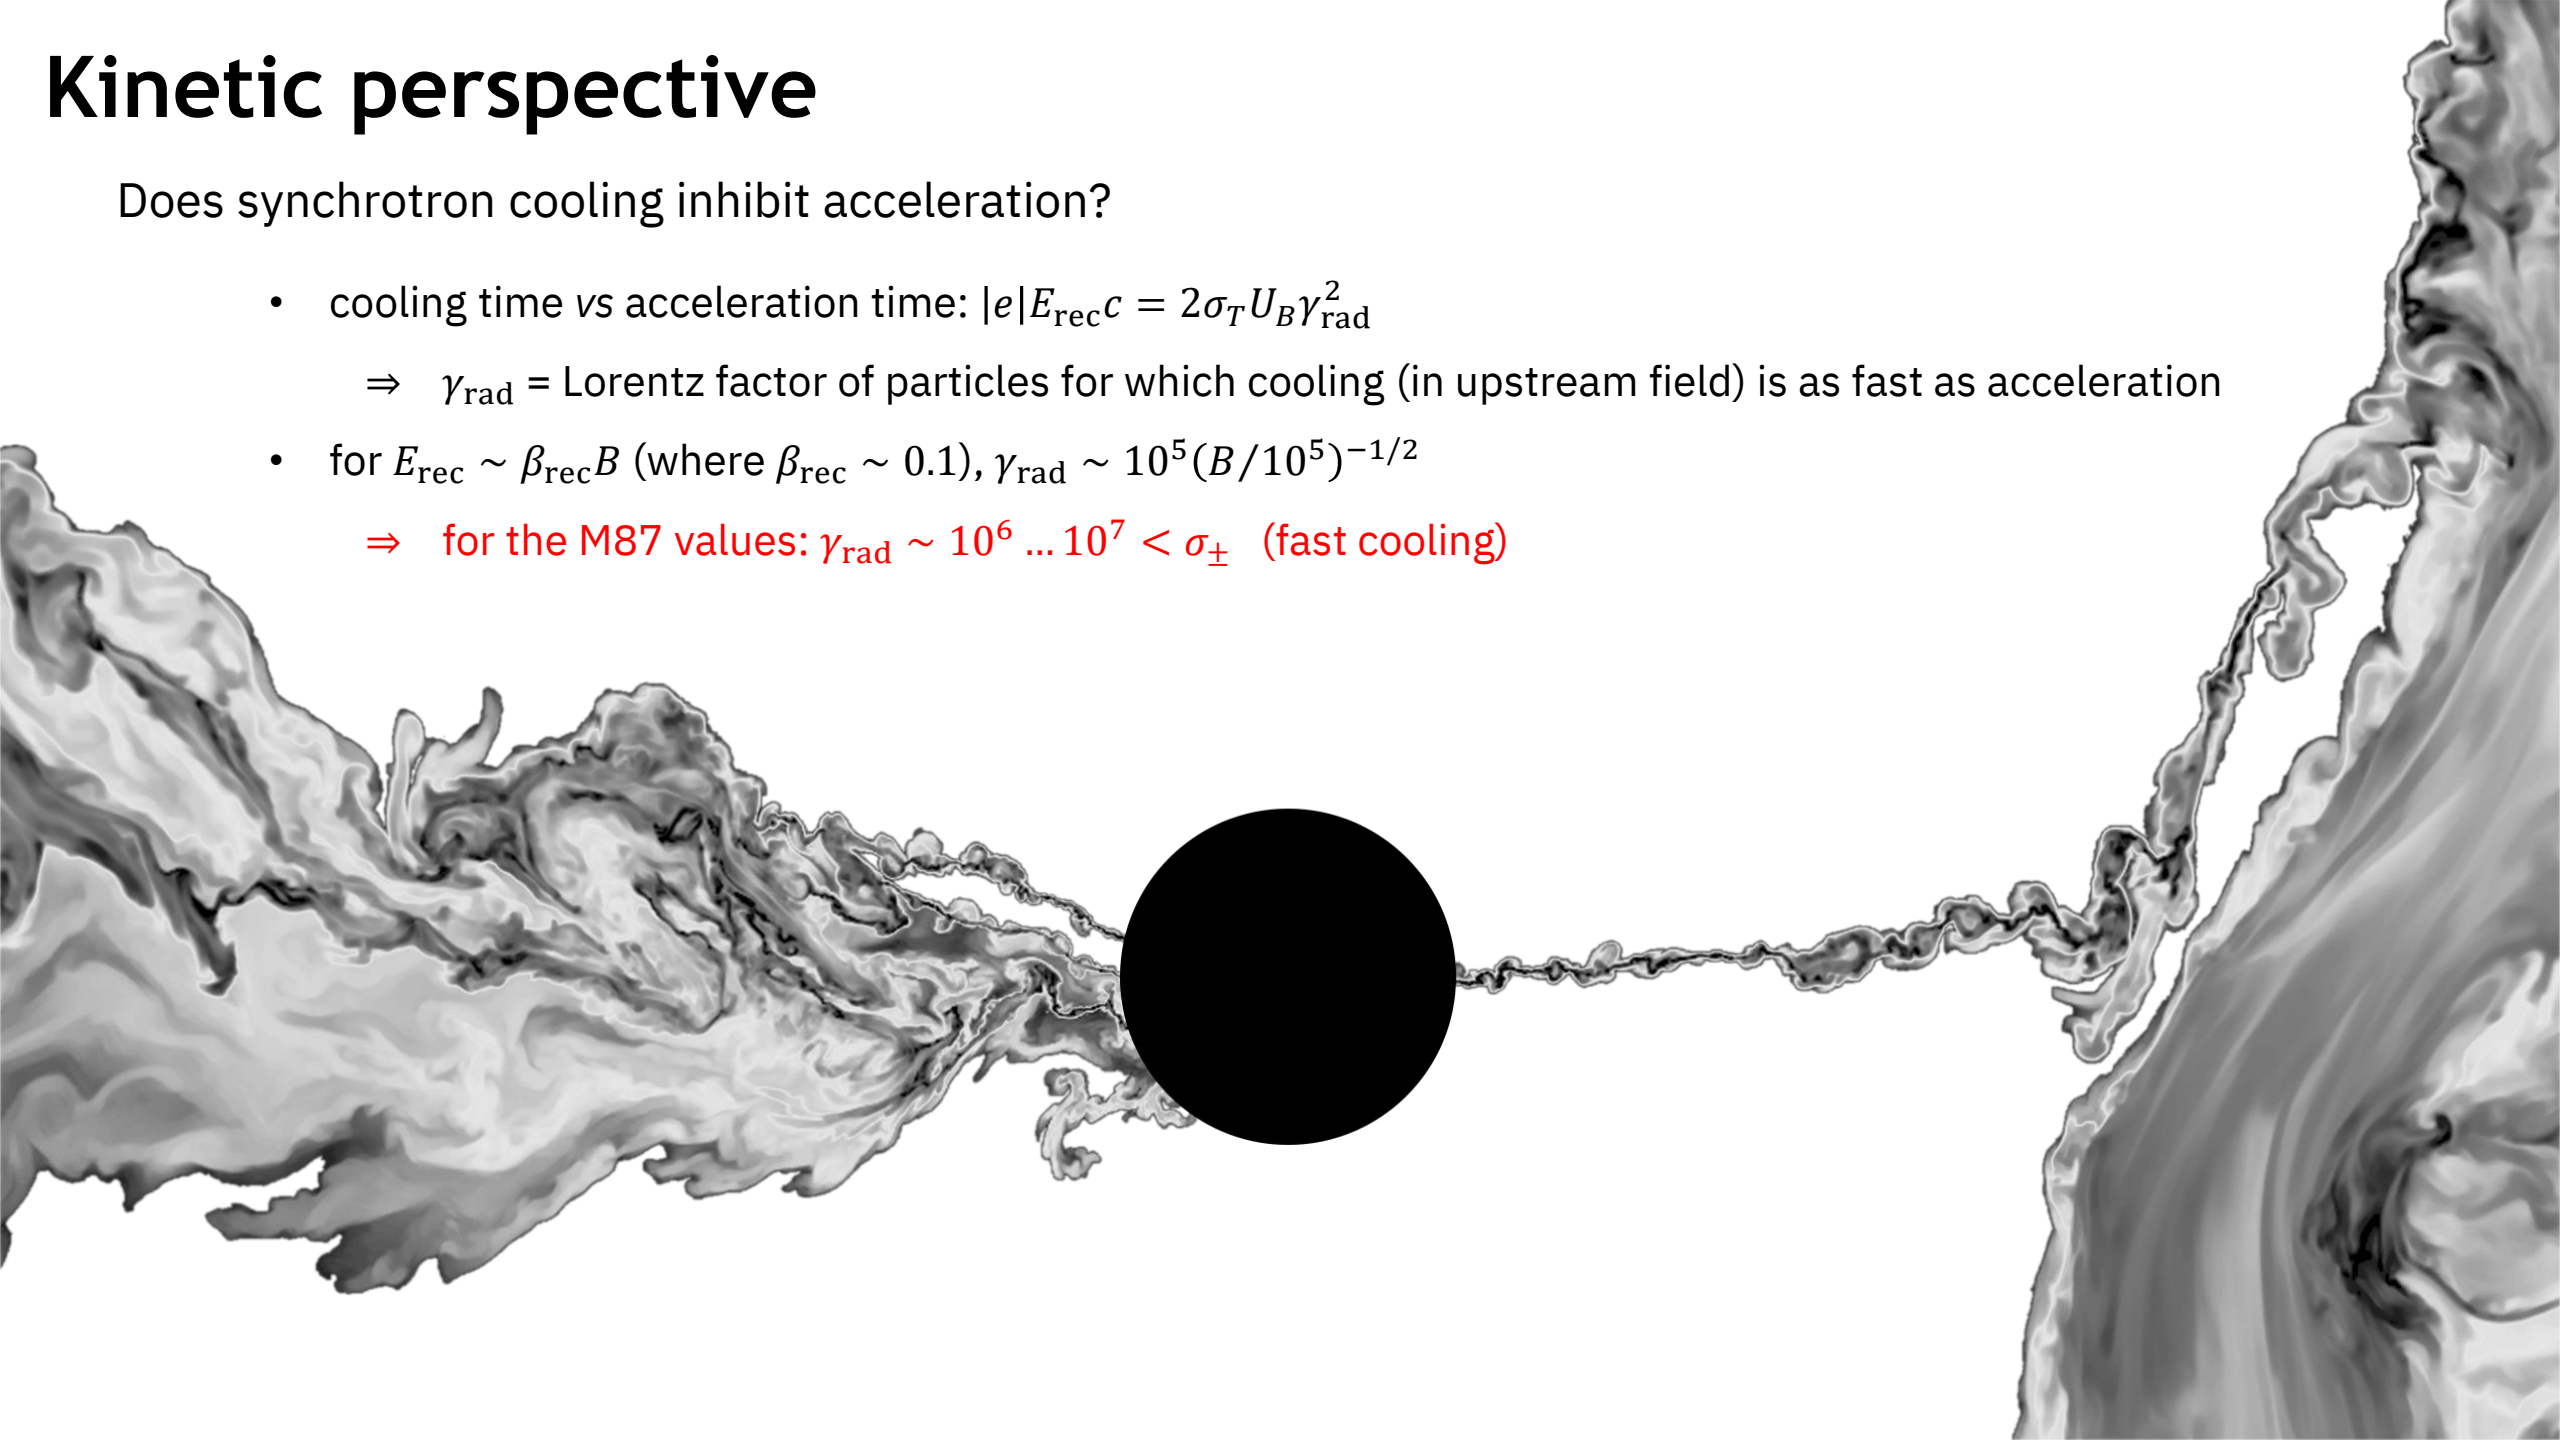 Kinetic perspective
Does synchrotron cooling inhibit acceleration?
• cooling time vs acceleration time: |e|E_rec c = 2σ_T U_B γ_rad^2
⇒ γ_rad = Lorentz factor of particles for which cooling (in upstream field) is as fast as acceleration
• for E_rec ~ β_rec B (where β_rec ~ 0.1), γ_rad ~ 10^5(B/10^5)^−1/2
⇒ for the M87 values: γ_rad ~ 10^6 … 10^7 < σ_± (fast cooling)